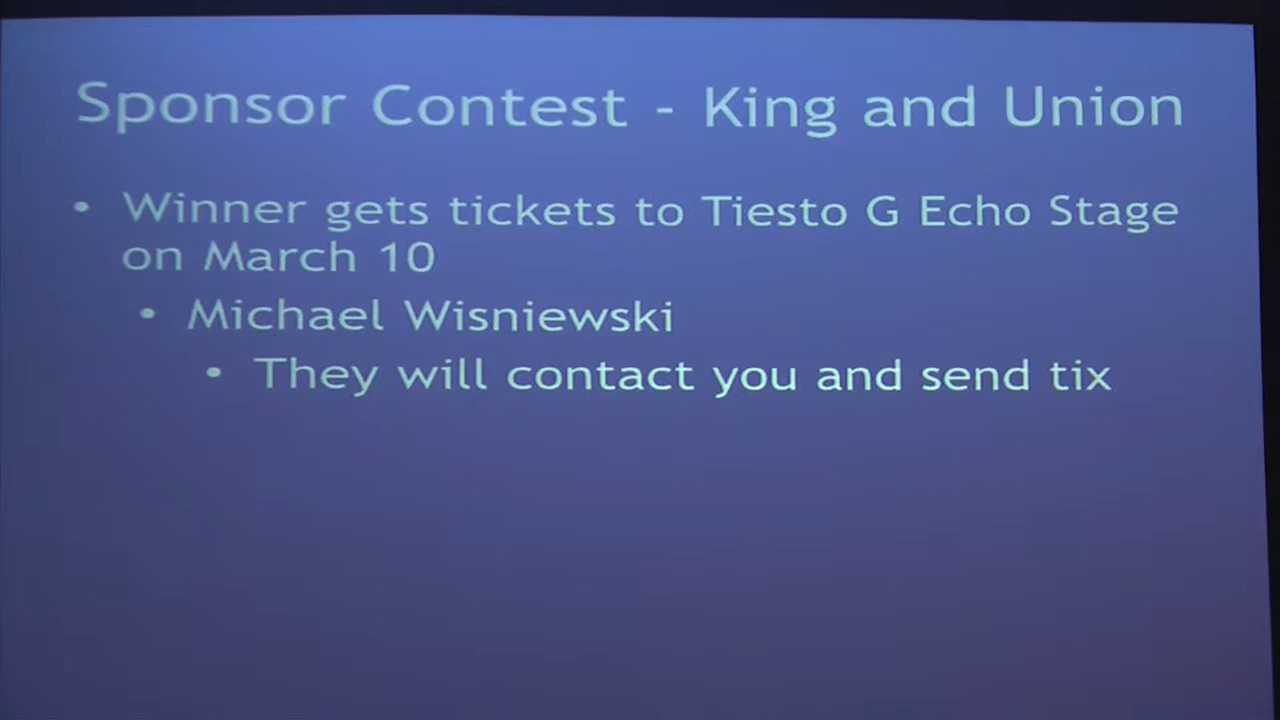 Sponsor Contest - King and Union
• Winner gets tickets to Tiesto G Echo Stage
on March 10
• Michael Wisniewski
• They will contact you and send tix